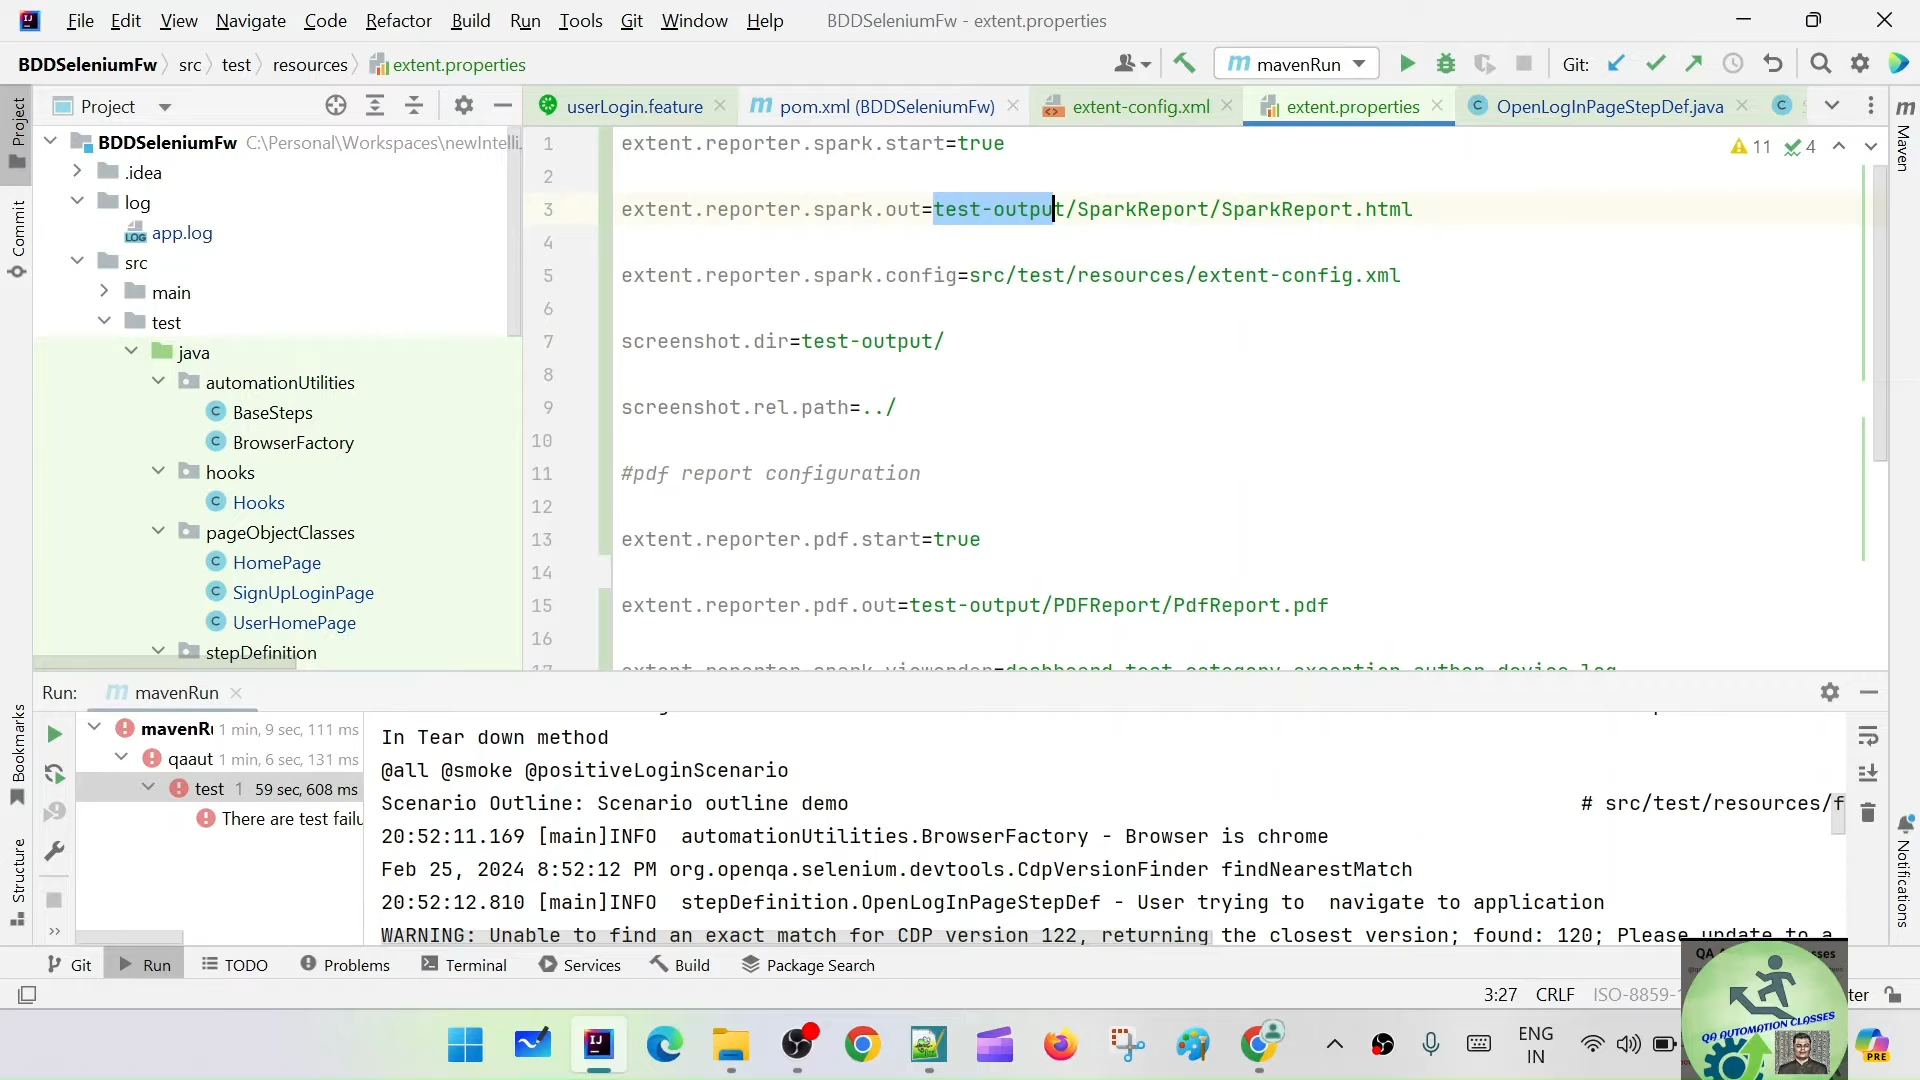 File Edit View Navigate Code Refactor Build Run Tools Git Window Help BDDSeleniumFw - extent.properties
BDDSeleniumFw src test resources extent.properties
mavenRun Git:
Project
userLogin.feature pom.xml (BDDSeleniumFw) extent-config.xml extent.properties OpenLogInPageStepDef.java
BDDSeleniumFw C:\Personal\Workspaces\newIntelli
.idea
log
app.log
src
main
test
java
automationUtilities
BaseSteps
BrowserFactory
hooks
Hooks
pageObjectClasses
HomePage
SignUpLoginPage
UserHomePage
stepDefinition
Project
Commit
Bookmarks
Structure
11 4
1 extent.reporter.spark.start=true
2
3 extent.reporter.spark.out=test-output/SparkReport/SparkReport.html
4
5 extent.reporter.spark.config=src/test/resources/extent-config.xml
6
7 screenshot.dir=test-output/
8
9 screenshot.rel.path=../
10
11 #pdf report configuration
12
13 extent.reporter.pdf.start=true
14
15 extent.reporter.pdf.out=test-output/PDFReport/PdfReport.pdf
16
Maven
Notifications
Run: mavenRun
mavenRu 1 min, 9 sec, 111 ms
qaaut 1 min, 6 sec, 131 ms
test 1 59 sec, 608 ms
There are test failu
In Tear down method
@all @smoke @positiveLoginScenario
Scenario Outline: Scenario outline demo # src/test/resources/f
20:52:11.169 [main]INFO automationUtilities.BrowserFactory - Browser is chrome
Feb 25, 2024 8:52:12 PM org.openqa.selenium.devtools.CdpVersionFinder findNearestMatch
20:52:12.810 [main]INFO stepDefinition.OpenLogInPageStepDef - User trying to navigate to application
WARNING: Unable to find an exact match for CDP version 122, returning the closest version; found: 120; Please update to a
Git Run TODO Problems Terminal Services Build Package Search
3:27 CRLF ISO-8859-
QA AUTOMATION CLASSES
ENG
IN
PRE